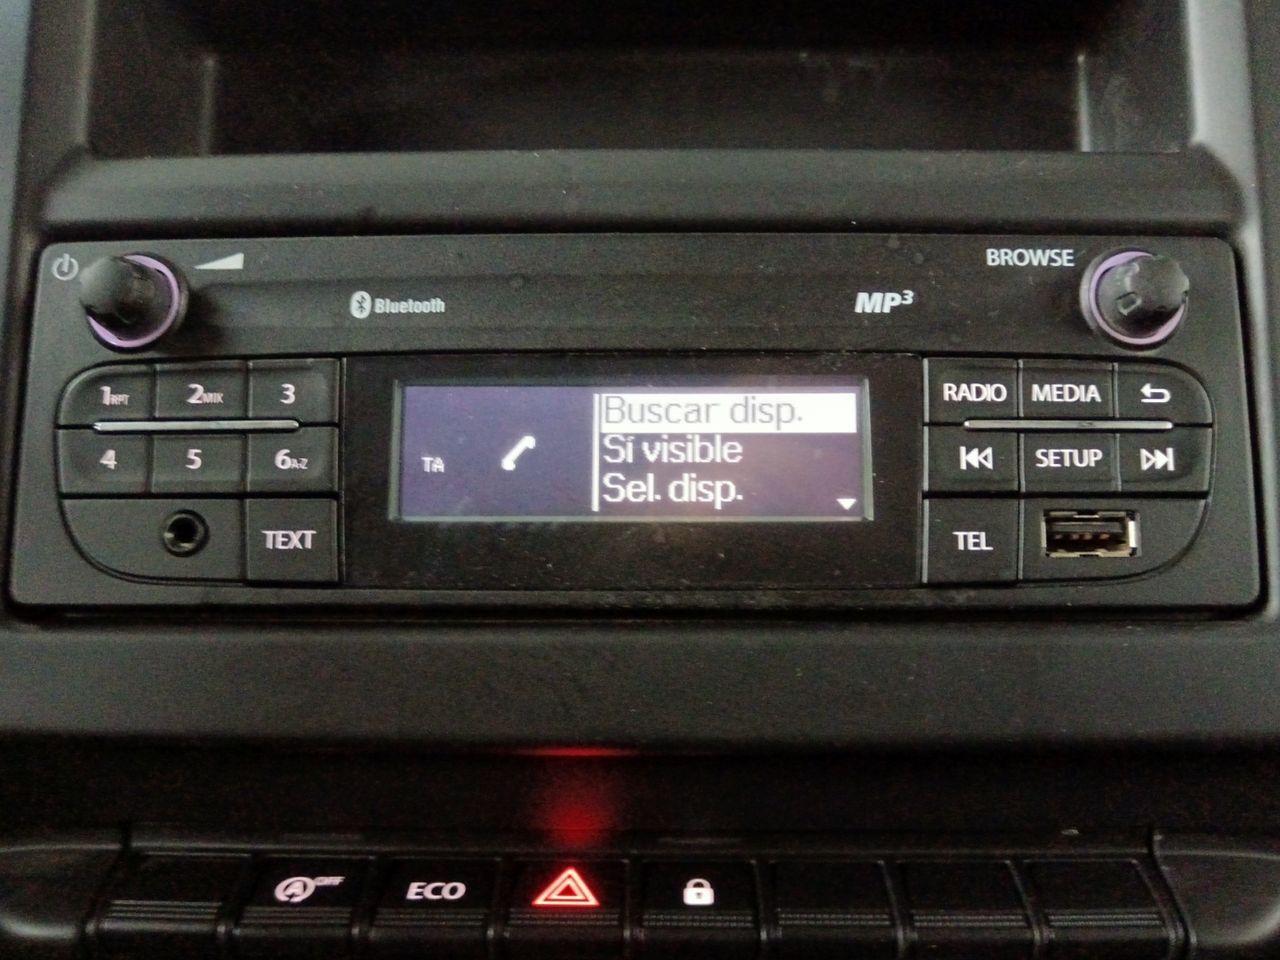 BROWSE
Bluetooth
MP3
1RPT
2MIX
3
RADIO
MEDIA
Buscar disp.
Sí visible
Sel. disp.
TA
4
5
6A-Z
SETUP
TEXT
TEL
A OFF
ECO